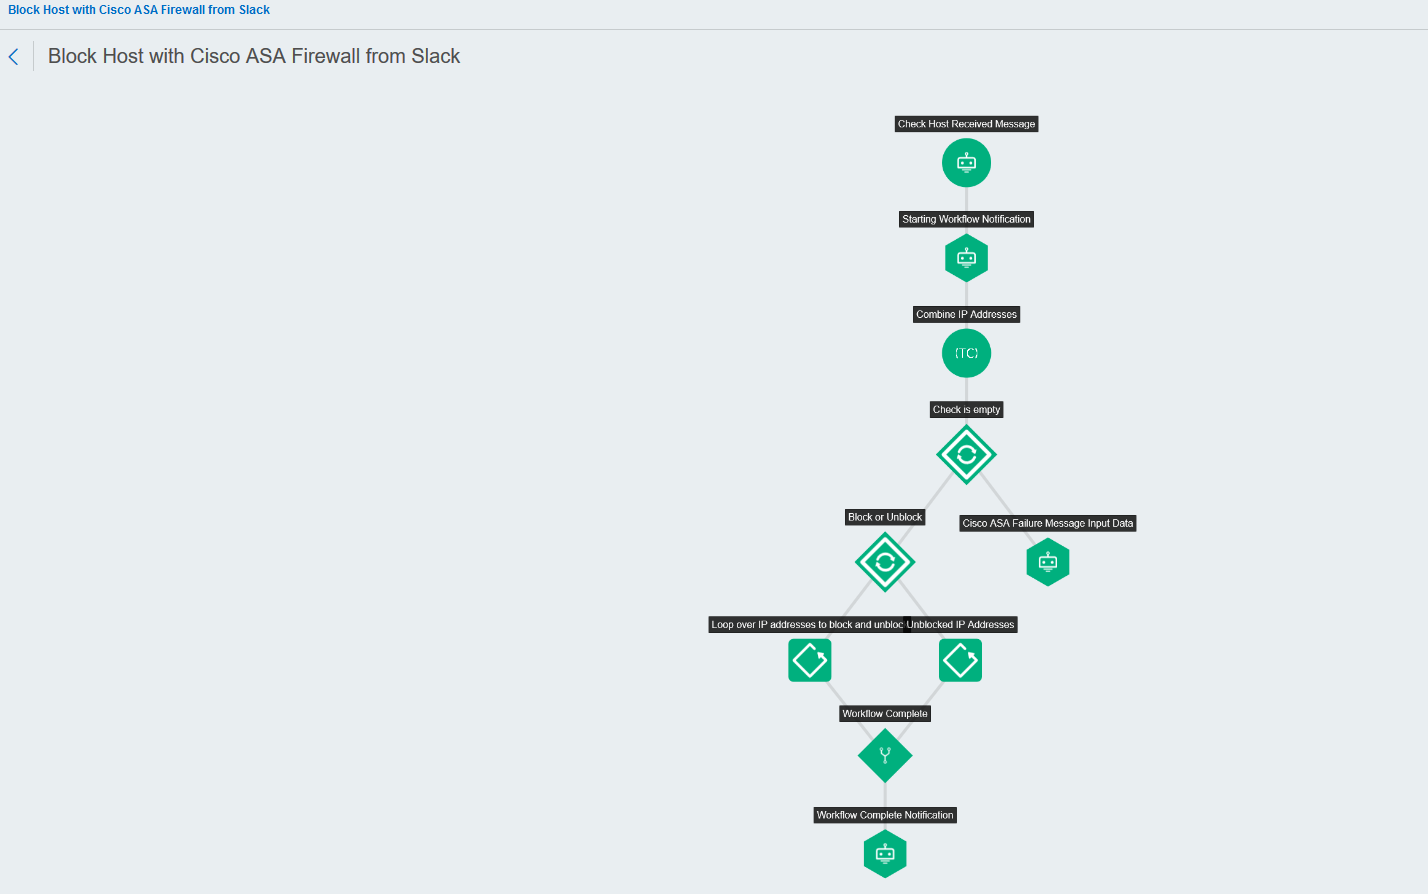 Block Host with Cisco ASA Firewall from Slack
Block Host with Cisco ASA Firewall from Slack
Check Host Received Message
Starting Workflow Notification
Combine IP Addresses
{TC}
Check is empty
Block or Unblock
Cisco ASA Failure Message Input Data
Loop over IP addresses to block and unbloc
Unblocked IP Addresses
Workflow Complete
Workflow Complete Notification